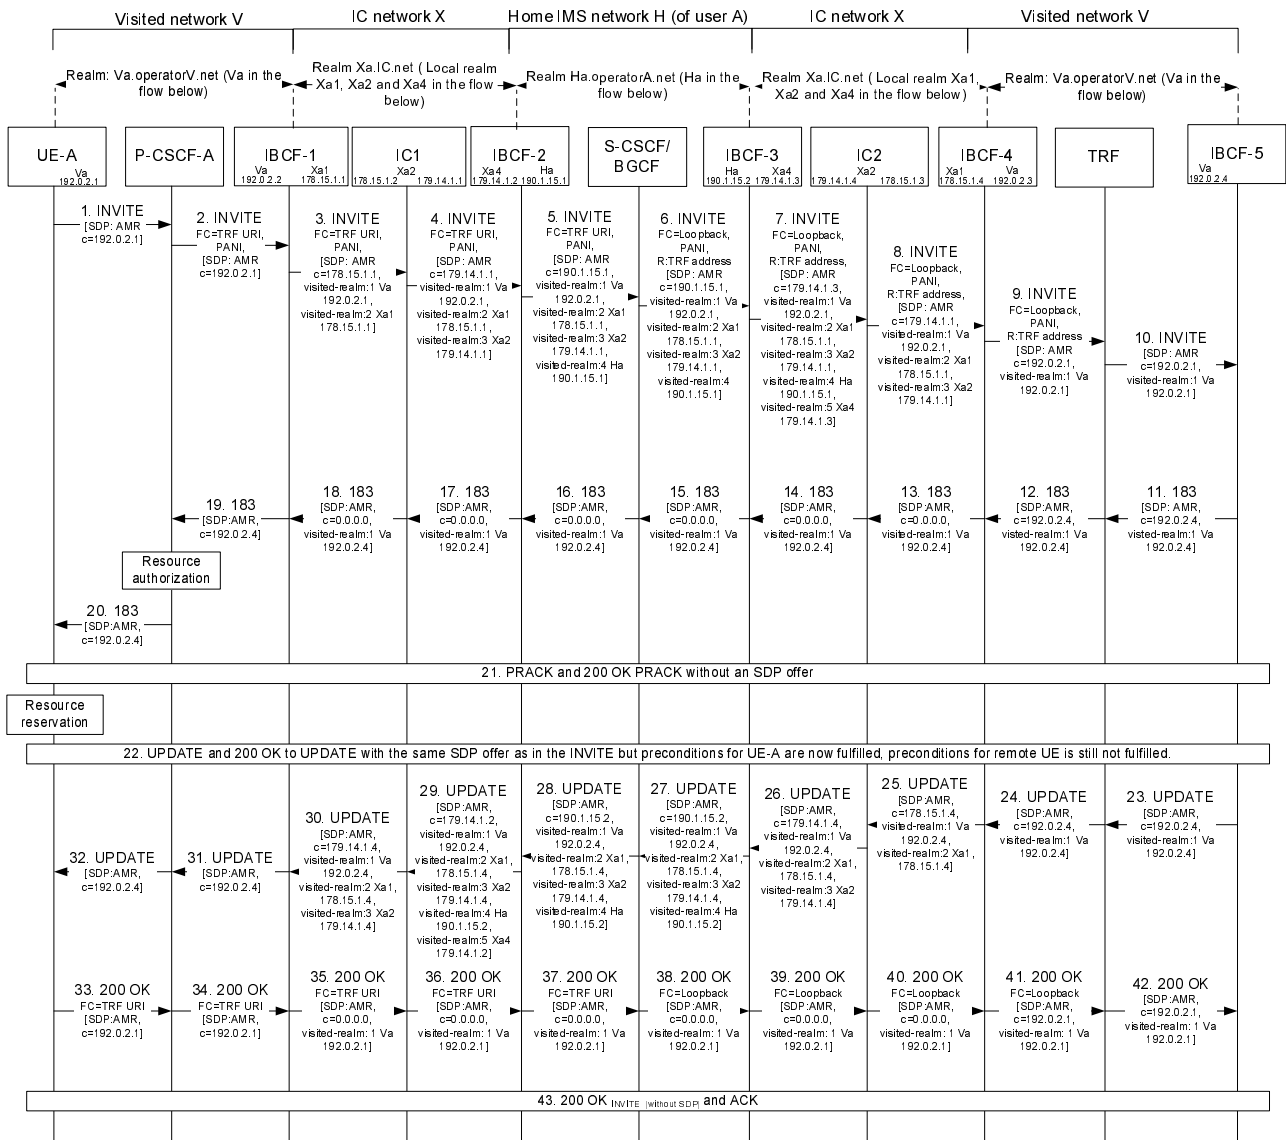 Visited network V
IC network X
Home IMS network H (of user A)
IC network X
Visited network V
Realm: Va.operatorV.net (Va in the
flow below)
Realm Xa.IC.net ( Local realm
Xa1, Xa2 and Xa4 in the flow
below)
Realm Ha.operatorA.net (Ha in
the flow below)
Realm Xa.IC.net ( Local realm Xa1,
Xa2 and Xa4 in the flow below)
Realm: Va.operatorV.net (Va in the
flow below)
UE-A
Va
192.0.2.1
P-CSCF-A
IBCF-1
Va
192.0.2.2
Xa1
178.15.1.1
IC1
Xa2
178.15.1.2
179.14.1.1
IBCF-2
Xa4
179.14.1.2
Ha
190.1.15.1
S-CSCF/
BGCF
IBCF-3
Ha
190.1.15.2
Xa4
179.14.1.3
IC2
Xa2
179.14.1.4
178.15.1.3
IBCF-4
Xa1
178.15.1.4
Va
192.0.2.3
TRF
IBCF-5
Va
192.0.2.4
1. INVITE
[SDP: AMR
c=192.0.2.1]
2. INVITE
FC=TRF URI,
PANI,
[SDP: AMR
c=192.0.2.1]
3. INVITE
FC=TRF URI,
PANI,
[SDP: AMR
c=178.15.1.1,
visited-realm:1 Va
192.0.2.1,
visited-realm:2 Xa1
178.15.1.1]
4. INVITE
FC=TRF URI,
PANI,
[SDP: AMR
c=179.14.1.1,
visited-realm:1 Va
192.0.2.1,
visited-realm:2 Xa1
178.15.1.1,
visited-realm:3 Xa2
179.14.1.1]
5. INVITE
FC=TRF URI,
PANI,
[SDP: AMR
c=190.1.15.1,
visited-realm:1 Va
192.0.2.1,
visited-realm:2 Xa1
178.15.1.1,
visited-realm:3 Xa2
179.14.1.1,
visited-realm:4 Ha
190.1.15.1]
6. INVITE
FC=Loopback,
PANI,
R:TRF address
[SDP: AMR
c=190.1.15.1,
visited-realm:1 Va
192.0.2.1,
visited-realm:2 Xa1
178.15.1.1,
visited-realm:3 Xa2
179.14.1.1,
visited-realm:4
190.1.15.1]
7. INVITE
FC=Loopback,
PANI,
R:TRF address,
[SDP: AMR
c=179.14.1.3,
visited-realm:1 Va
192.0.2.1,
visited-realm:2 Xa1
178.15.1.1,
visited-realm:3 Xa2
179.14.1.1,
visited-realm:4 Ha
190.1.15.1,
visited-realm:5 Xa4
179.14.1.3]
8. INVITE
FC=Loopback,
PANI,
R:TRF address,
[SDP: AMR
c=179.14.1.1,
visited-realm:1 Va
192.0.2.1,
visited-realm:2 Xa1
178.15.1.1,
visited-realm:3 Xa2
179.14.1.1]
9. INVITE
FC=Loopback,
PANI,
R:TRF address
[SDP: AMR
c=192.0.2.1,
visited-realm:1 Va
192.0.2.1]
10. INVITE
[SDP: AMR
c=192.0.2.1,
visited-realm:1 Va
192.0.2.1]
19. 183
[SDP:AMR,
c=192.0.2.4]
18. 183
[SDP:AMR,
c=0.0.0.0,
visited-realm:1 Va
192.0.2.4]
17. 183
[SDP:AMR,
c=0.0.0.0,
visited-realm:1 Va
192.0.2.4]
16. 183
[SDP:AMR,
c=0.0.0.0,
visited-realm:1 Va
192.0.2.4]
15. 183
[SDP:AMR,
c=0.0.0.0,
visited-realm:1 Va
192.0.2.4]
14. 183
[SDP:AMR,
c=0.0.0.0,
visited-realm:1 Va
192.0.2.4]
13. 183
[SDP:AMR,
c=0.0.0.0,
visited-realm:1 Va
192.0.2.4]
12. 183
[SDP:AMR,
c=192.0.2.4,
visted-realm:1 Va
192.0.2.4]
11. 183
[SDP: AMR,
c=192.0.2.4,
visited-realm:1 Va
192.0.2.4]
Resource
authorization
20. 183
[SDP:AMR,
c=192.0.2.4]
21. PRACK and 200 OK PRACK without an SDP offer
Resource
reservation
22. UPDATE and 200 OK to UPDATE with the same SDP offer as in the INVITE but preconditions for UE-A are now fulfilled, preconditions for remote UE is still not fulfilled.
32. UPDATE
[SDP:AMR,
c=192.0.2.4]
31. UPDATE
[SDP:AMR,
c=192.0.2.4]
30. UPDATE
[SDP:AMR,
c=179.14.1.4,
visited-realm:1 Va
192.0.2.4,
visited-realm:2 Xa1,
178.15.1.4,
visited-realm:3 Xa2
179.14.1.4]
29. UPDATE
[SDP:AMR,
c=179.14.1.2,
visited-realm:1 Va
192.0.2.4,
visited-realm:2 Xa1,
178.15.1.4,
visited-realm:3 Xa2
179.14.1.4,
visited-realm:4 Ha
190.1.15.2,
visited-realm:5 Xa4
179.14.1.2]
28. UPDATE
[SDP:AMR,
c=190.1.15.2,
visited-realm:1 Va
192.0.2.4,
visited-realm:2 Xa1,
178.15.1.4,
visited-realm:3 Xa2
179.14.1.4,
visited-realm:4 Ha
190.1.15.2]
27. UPDATE
[SDP:AMR,
c=190.1.15.2,
visited-realm:1 Va
192.0.2.4,
visited-realm:2 Xa1,
178.15.1.4,
visited-realm:3 Xa2
179.14.1.4,
visited-realm:4 Ha
190.1.15.2]
26. UPDATE
[SDP:AMR,
c=179.14.1.4,
visited-realm:1 Va
192.0.2.4,
visited-realm:2 Xa1,
178.15.1.4,
visited-realm:3 Xa2
179.14.1.4]
25. UPDATE
[SDP:AMR,
c=178.15.1.4,
visited-realm:1 Va
192.0.2.4,
visited-realm:2 Xa1,
178.15.1.4]
24. UPDATE
[SDP:AMR,
c=192.0.2.4,
visited-realm:1 Va
192.0.2.4]
23. UPDATE
[SDP:AMR,
c=192.0.2.4,
visited-realm:1 Va
192.0.2.4]
33. 200 OK
FC=TRF URI
[SDP:AMR,
c=192.0.2.1]
34. 200 OK
FC=TRF URI
[SDP:AMR,
c=192.0.2.1]
35. 200 OK
FC=TRF URI
[SDP:AMR,
c=0.0.0.0,
visited-realm: 1 Va
192.0.2.1]
36. 200 OK
FC=TRF URI
[SDP:AMR,
c=0.0.0.0,
visited-realm: 1 Va
192.0.2.1]
37. 200 OK
FC=TRF URI
[SDP:AMR,
c=0.0.0.0,
visited-realm: 1 Va
192.0.2.1]
38. 200 OK
FC=Loopback
[SDP:AMR,
c=0.0.0.0,
visited-realm: 1 Va
192.0.2.1]
39. 200 OK
FC=Loopback
[SDP:AMR,
c=0.0.0.0,
visited-realm: 1 Va
192.0.2.1]
40. 200 OK
FC=Loopback
[SDP:AMR,
c=0.0.0.0,
visited-realm: 1 Va
192.0.2.1]
41. 200 OK
FC=Loopback
[SDP:AMR,
c=192.0.2.1,
visited-realm: 1 Va
192.0.2.1]
42. 200 OK
[SDP:AMR,
c=192.0.2.1,
visited-realm: 1 Va
192.0.2.1]
43. 200 OK INVITE (without SDP) and ACK